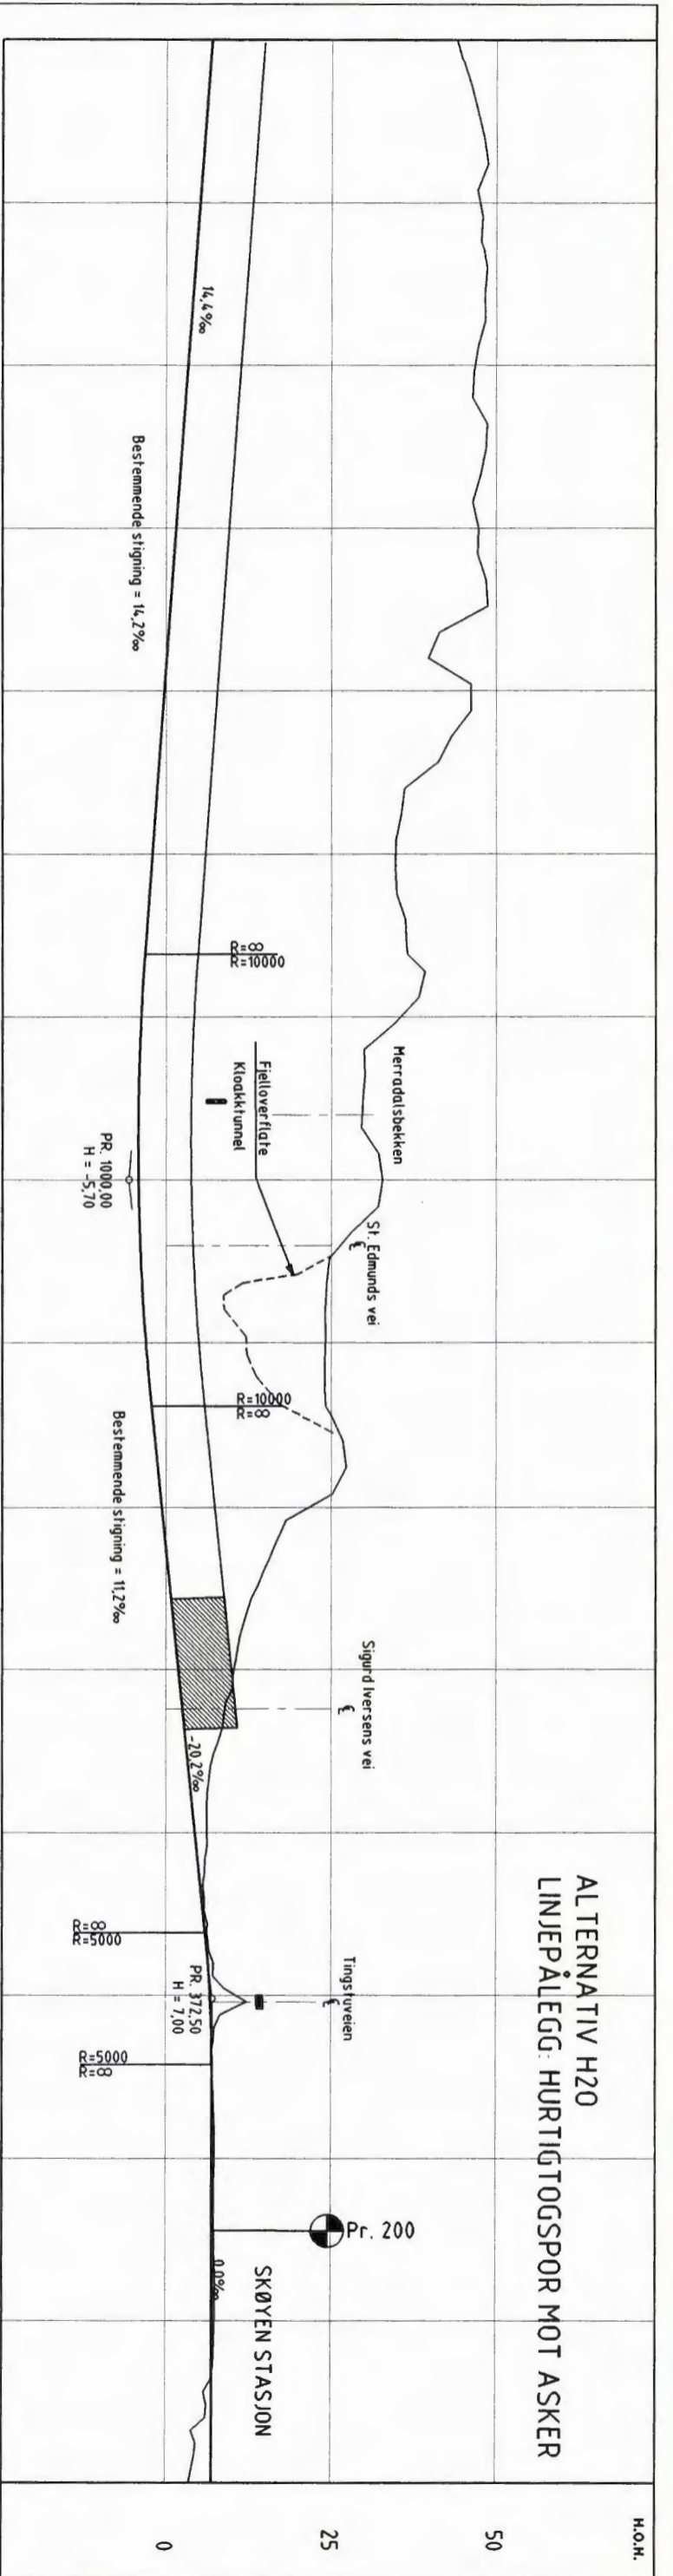 ALTERNATIV H20
LINJEPÅLEGG: HURTIGTOGSPOR MOT ASKER
H.O.H.
50
25
0
SKØYEN STASJON
0.0‰
Pr. 200
Tingstuveien
PR. 372,50
H = 7,00
R=5000
R=∞
R=∞
R=5000
Sigurd Iversens vei
-20,2‰
Bestemmende stigning = 11,2‰
R=10000
R=∞
St. Edmunds vei
Merradalsbekken
Fjelloverflate
Kloakktunnel
PR. 1000,00
H = -5,70
R=∞
R=10000
Bestemmende stigning = 14,2‰
14,4‰